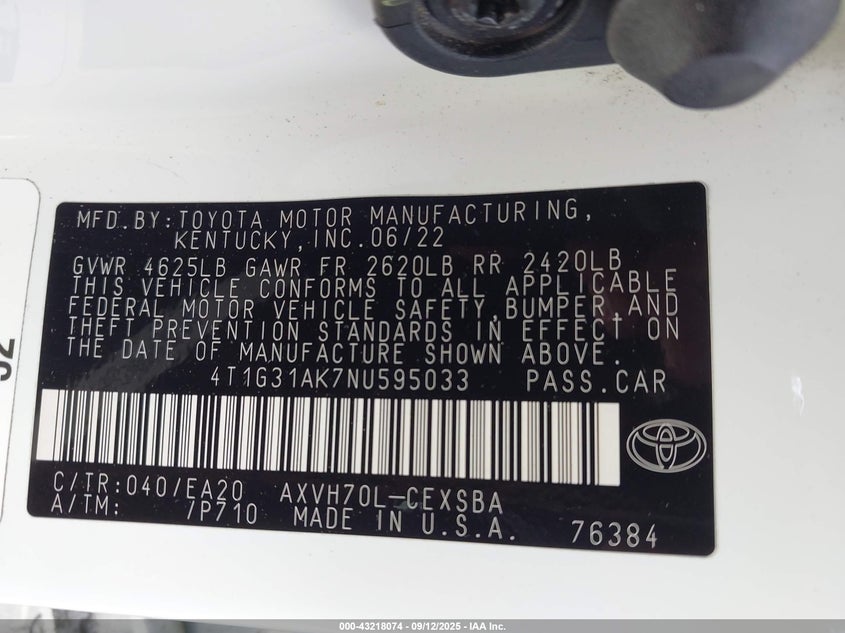 MFD.BY:TOYOTA MOTOR MANUFACTURING,
KENTUCKY,INC.06/22
GVWR 4625LB GAWR FR 2620LB RR 2420LB
THIS VEHICLE CONFORMS TO ALL APPLICABLE
FEDERAL MOTOR VEHICLE SAFETY,BUMPER,AND
THEFT PREVENTION STANDARDS IN EFFECT ON
THE DATE OF MANUFACTURE SHOWN ABOVE.
4T1G31AK7NU595033 PASS.CAR
C/TR:040/EA20 AXVH70L-CEXSBA
A/TM: /P710 MADE IN U.S.A. 76384
52
000-43218074 | 09/12/2025 - IAA Inc.